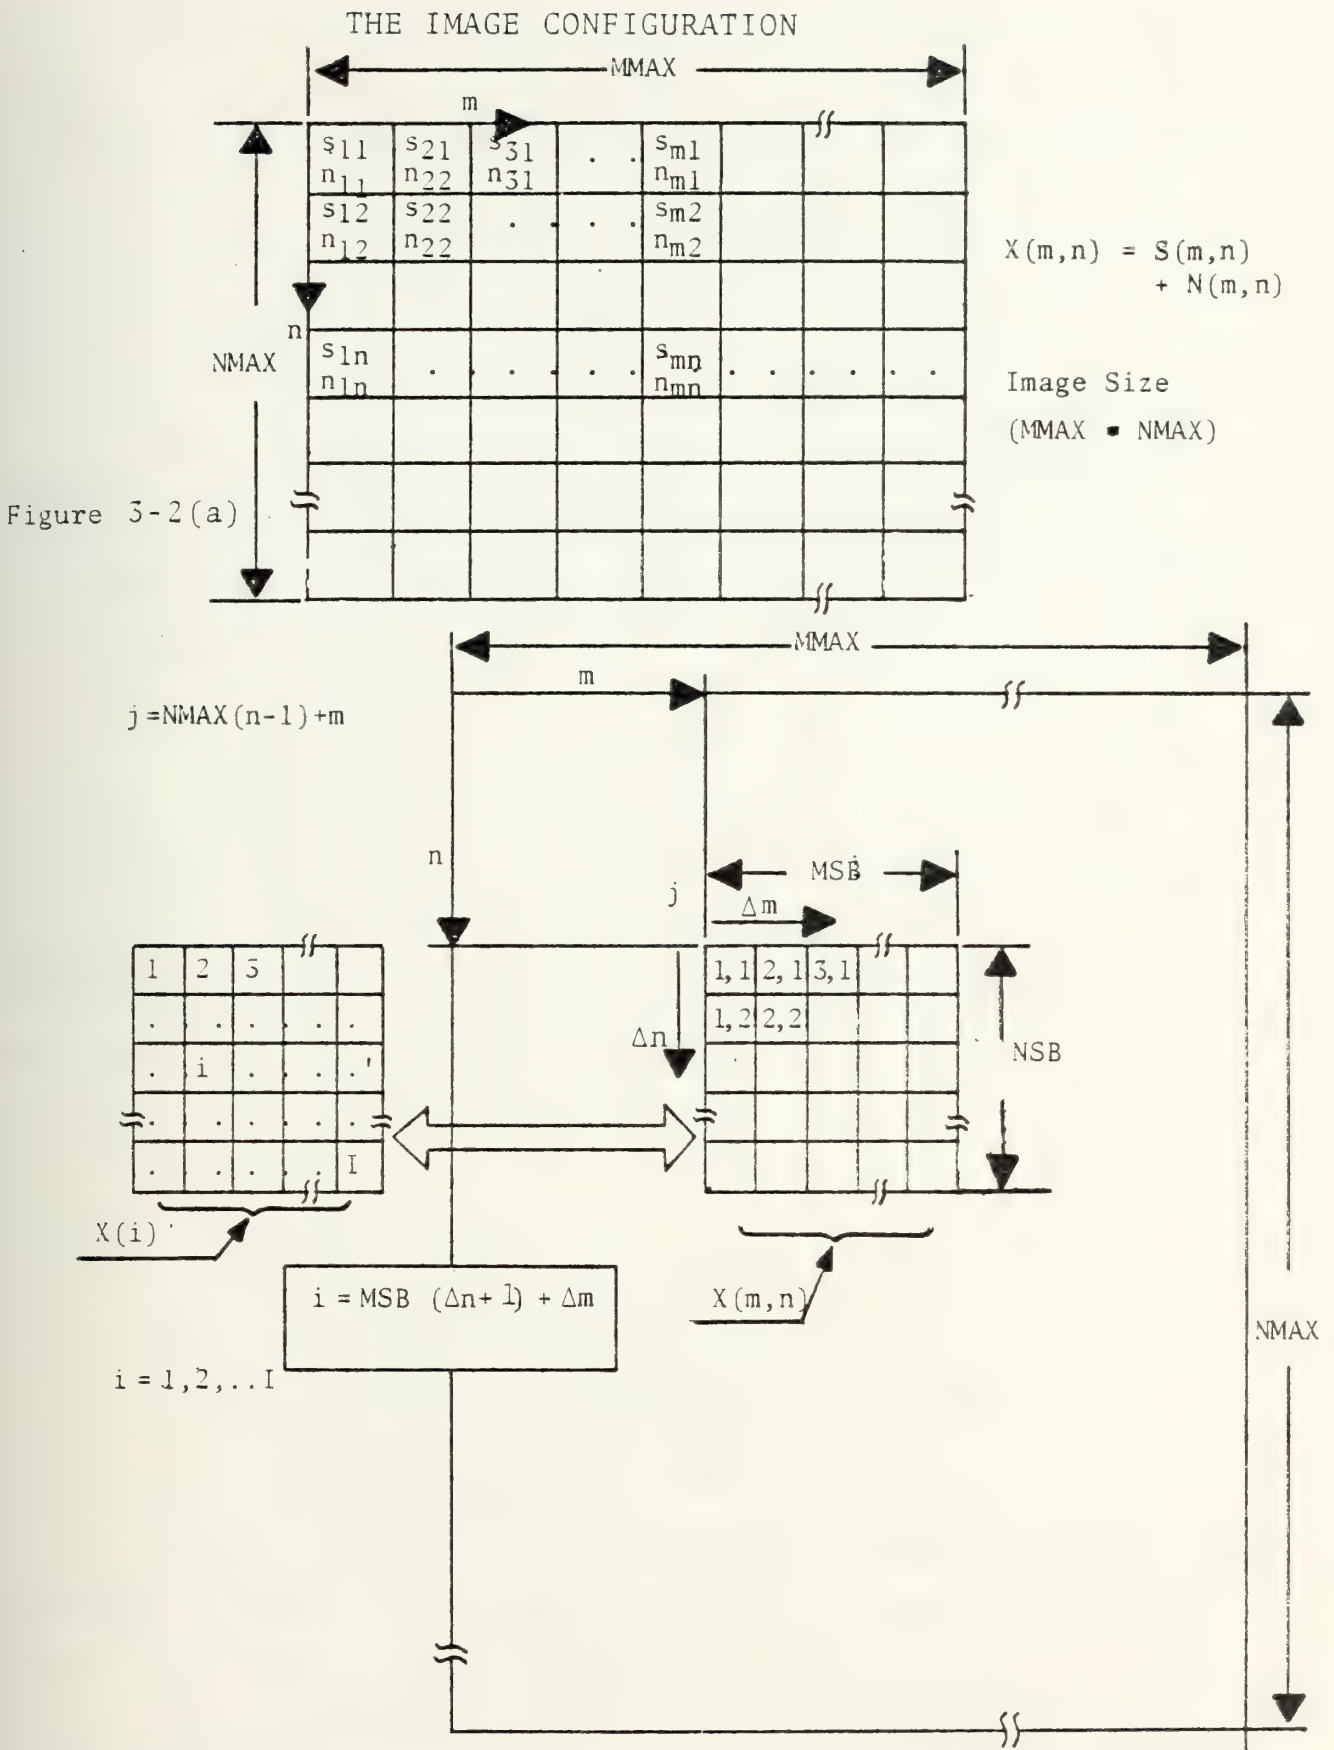 THE IMAGE CONFIGURATION
MMAX
m
s11 s21 s31 . . sm1
n11 n22 n31 nm1
s12 s22 . . . . sm2
n12 n22 nm2
X(m,n) = S(m,n)
+ N(m,n)
n
NMAX
s1n . . . . . . smn . . . . . .
n1n nmn
Image Size
(MMAX • NMAX)
Figure 3-2(a)
MMAX
m
j=NMAX(n-1)+m
n
MSB
j
Δm
1 2 3
1,1 2,1 3,1
. . . . . .
1,2 2,2
Δn
NSB
. i . . . .
. . . . . .
. . . . . I
X(i)
i = MSB (Δn+1) + Δm
X(m,n)
NMAX
i = 1,2,..I